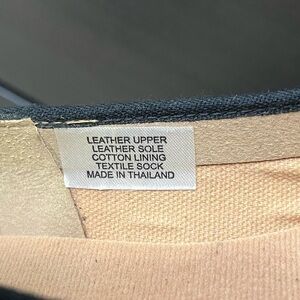 LEATHER UPPER
LEATHER SOLE
COTTON LINING
TEXTILE SOCK
MADE IN THAILAND